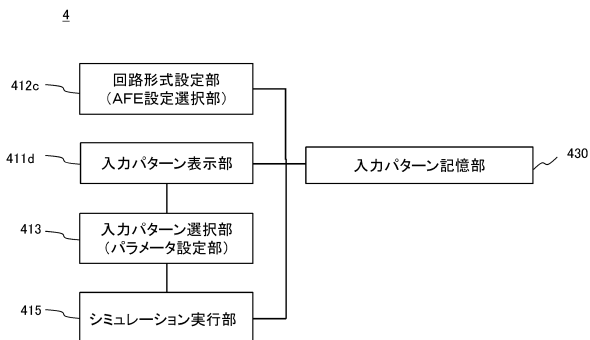 4
412c
回路形式設定部
(AFE設定選択部)
411d
入力パターン表示部
入力パターン記憶部
430
413
入力パターン選択部
(パラメータ設定部)
415
シミュレーション実行部